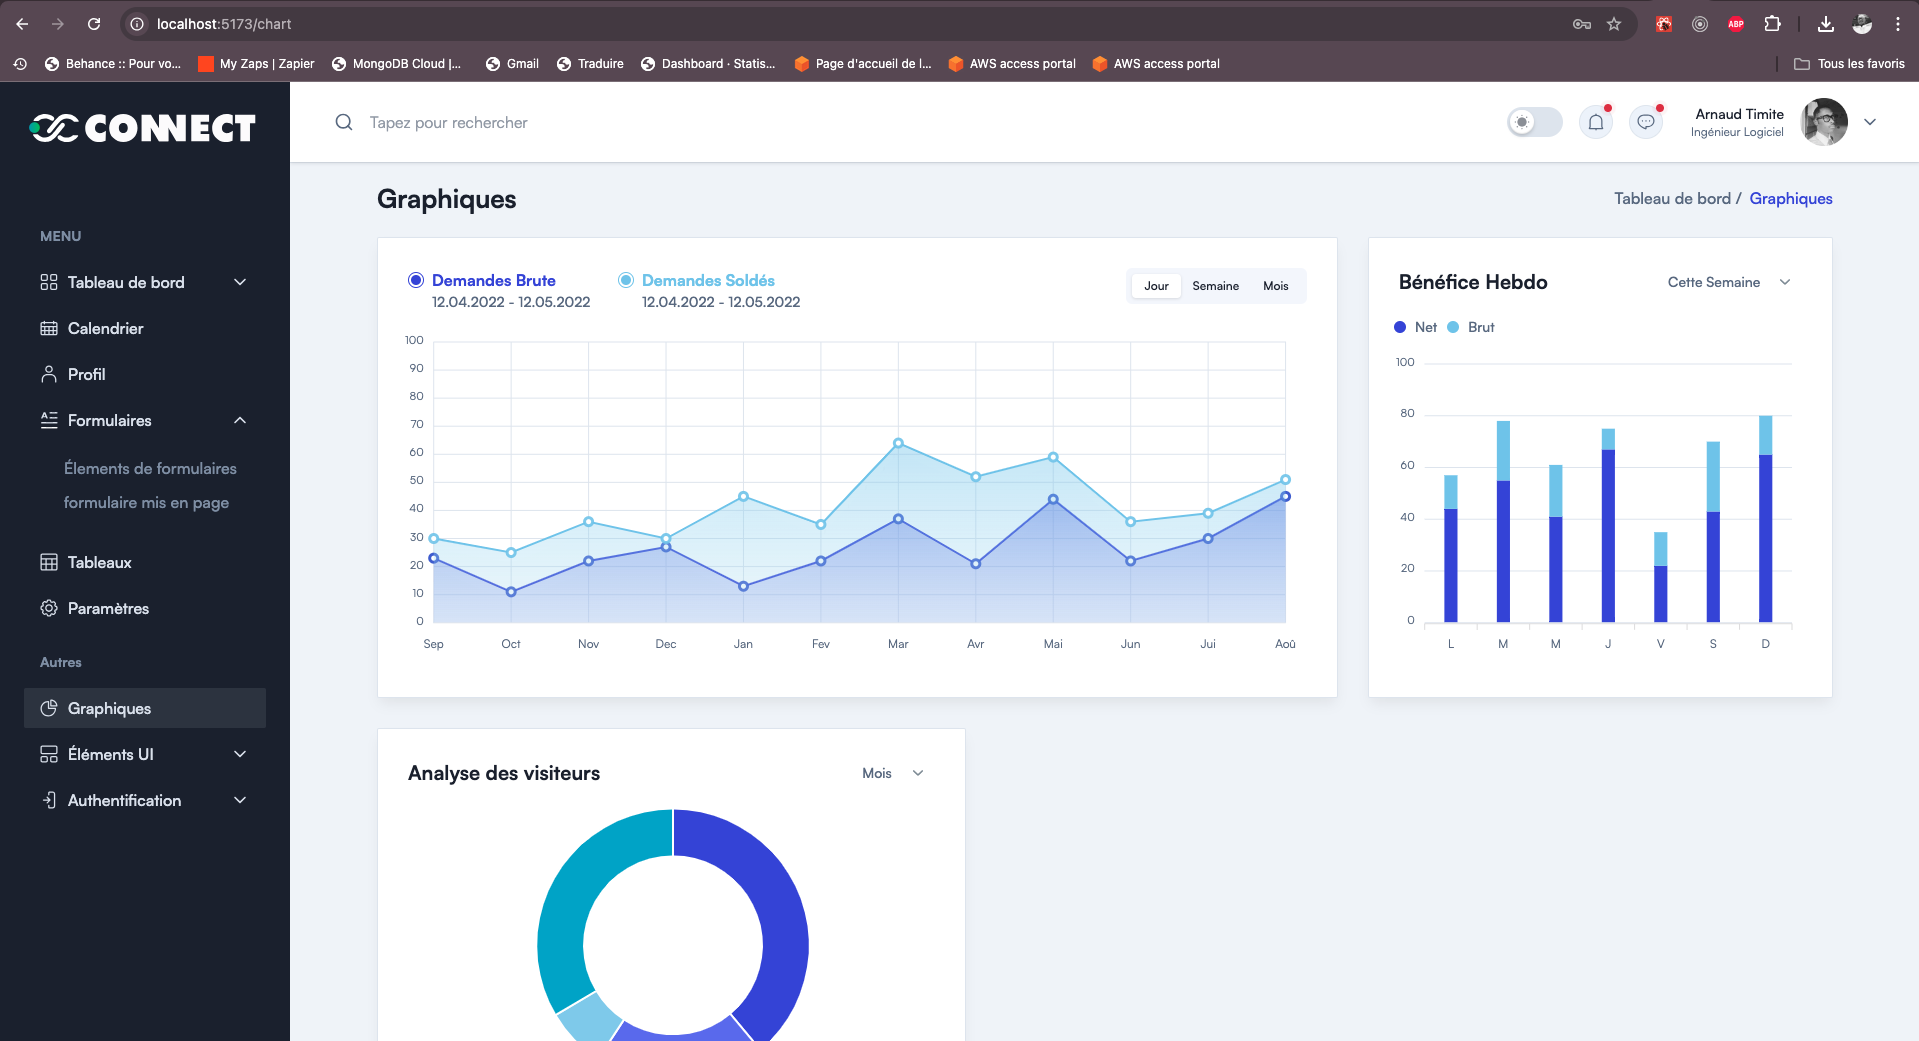 localhost:5173/chart
ABP
Behance :: Pour vo...
My Zaps | Zapier
MongoDB Cloud |...
Gmail
Traduire
Dashboard · Statis...
Page d'accueil de l...
AWS access portal
AWS access portal
Tous les favoris
CONNECT
Tapez pour rechercher
Arnaud Timite
Ingénieur Logiciel
MENU
Tableau de bord
Calendrier
Profil
Formulaires
Élements de formulaires
formulaire mis en page
Tableaux
Paramètres
Autres
Graphiques
Éléments UI
Authentification
Graphiques
Tableau de bord / Graphiques
Demandes Brute
12.04.2022 - 12.05.2022
Demandes Soldés
12.04.2022 - 12.05.2022
Jour Semaine Mois
100
90
80
70
60
50
40
30
20
10
0
Sep Oct Nov Dec Jan Fev Mar Avr Mai Jun Jui Aoû
Bénéfice Hebdo
Cette Semaine
Net Brut
100
80
60
40
20
0
L M M J V S D
Analyse des visiteurs
Mois